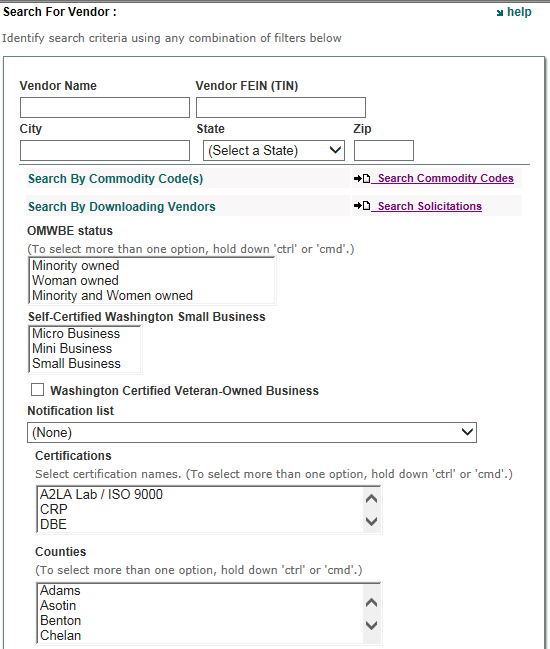 Search For Vendor :
help
Identify search criteria using any combination of filters below
Vendor Name Vendor FEIN (TIN)
City State Zip
(Select a State)
Search By Commodity Code(s) Search Commodity Codes
Search By Downloading Vendors Search Solicitations
OMWBE status
(To select more than one option, hold down 'ctrl' or 'cmd'.)
Minority owned
Woman owned
Minority and Women owned
Self-Certified Washington Small Business
Micro Business
Mini Business
Small Business
Washington Certified Veteran-Owned Business
Notification list
(None)
Certifications
Select certification names. (To select more than one option, hold down 'ctrl' or 'cmd'.)
A2LA Lab / ISO 9000
CRP
DBE
Counties
(To select more than one option, hold down 'ctrl' or 'cmd'.)
Adams
Asotin
Benton
Chelan